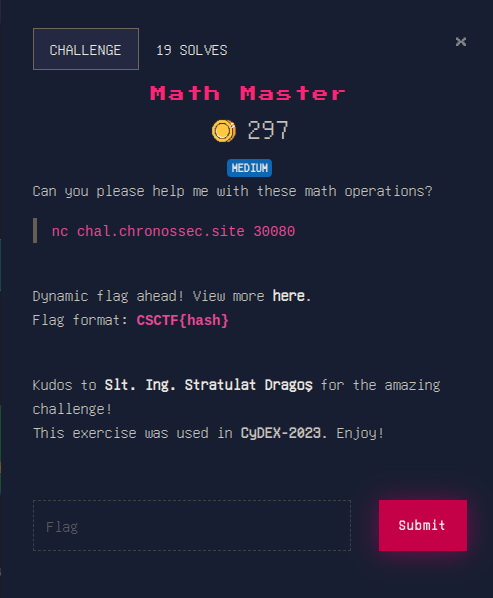 CHALLENGE 19 SOLVES ×
Math Master
297
MEDIUM
Can you please help me with these math operations?
nc chal.chronossec.site 30080
Dynamic flag ahead! View more here.
Flag format: CSCTF{hash}
Kudos to Slt. Ing. Stratulat Dragoș for the amazing
challenge!
This exercise was used in CyDEX-2023. Enjoy!
Flag Submit